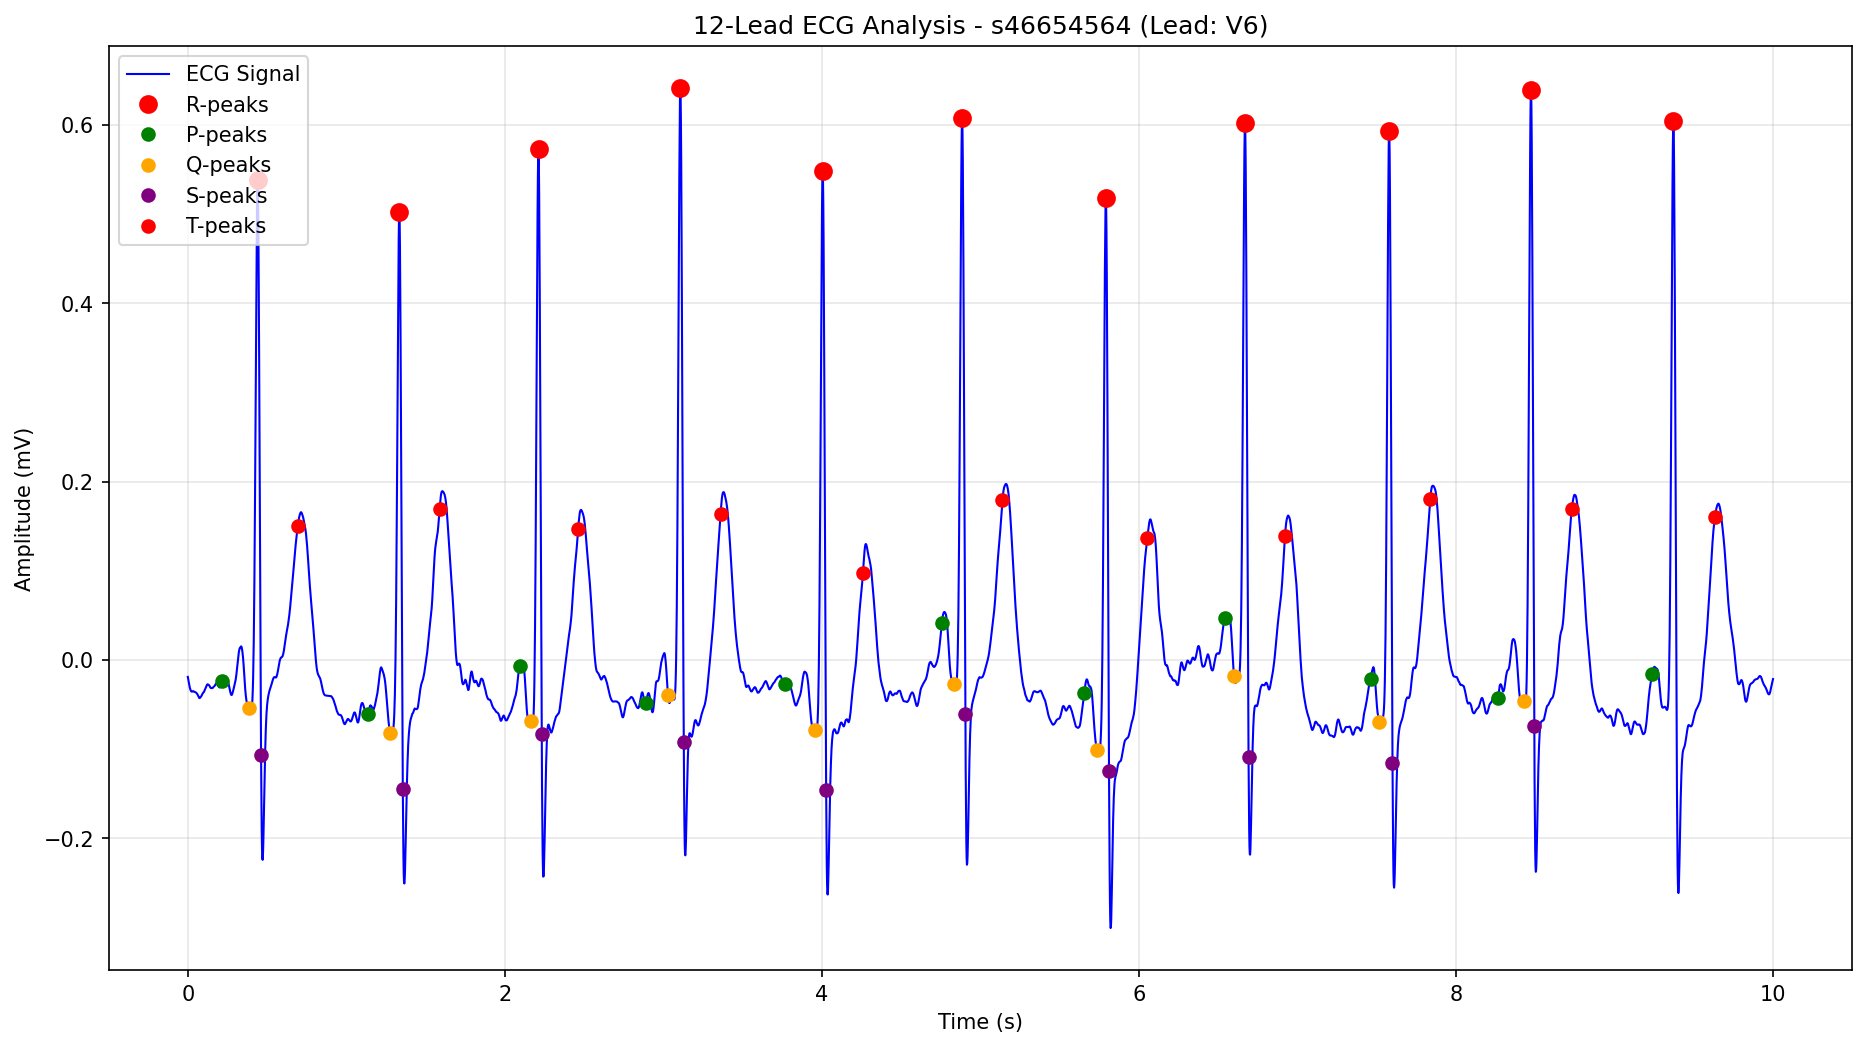 12-Lead ECG Analysis - s46654564 (Lead: V6)
ECG Signal
R-peaks
P-peaks
Q-peaks
S-peaks
T-peaks
Amplitude (mV)
0.6
0.4
0.2
0.0
−0.2
0 2 4 6 8 10
Time (s)